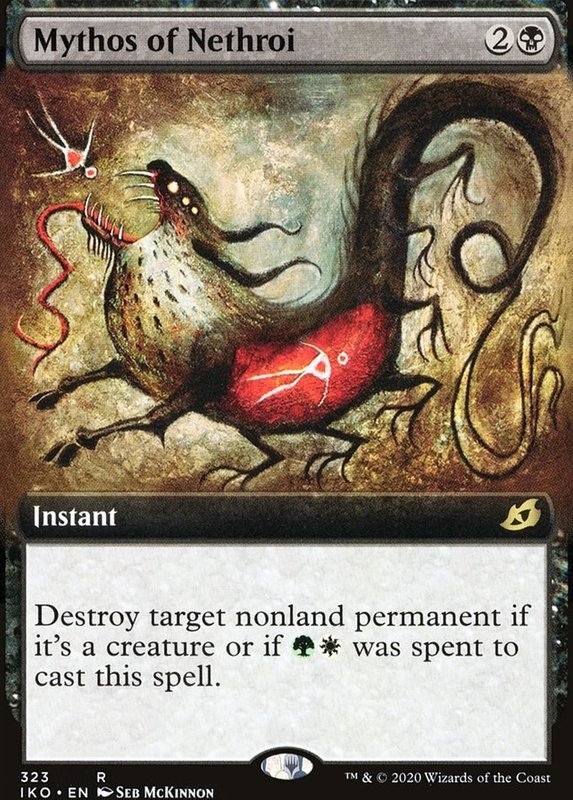 Mythos of Nethroi 2
Instant
Destroy target nonland permanent if
it's a creature or if was spent to
cast this spell.
323 R
IKO • EN Seb McKinnon ™ & © 2020 Wizards of the Coast